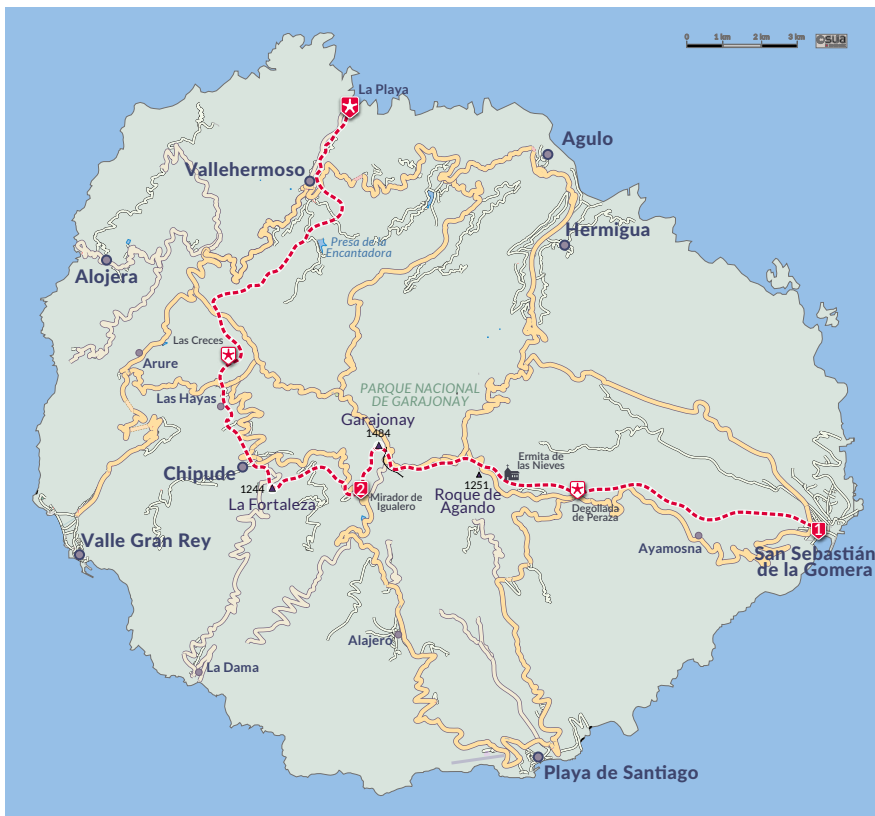 0
1 km
2 km
3 km
©sua
La Playa
Agulo
Vallehermoso
Hermigua
Presa de la
Encantadora
Alojera
Las Creces
Arure
PARQUE NACIONAL
DE GARAJONAY
Las Hayas
Garajonay
1484
Ermita de
las Nieves
Chipude
1244
La Fortaleza
2
Mirador de
Igualero
1251
Roque de
Agando
Degollada
de Peraza
1
Valle Gran Rey
Ayamosna
San Sebastián
de la Gomera
Alajeró
La Dama
Playa de Santiago